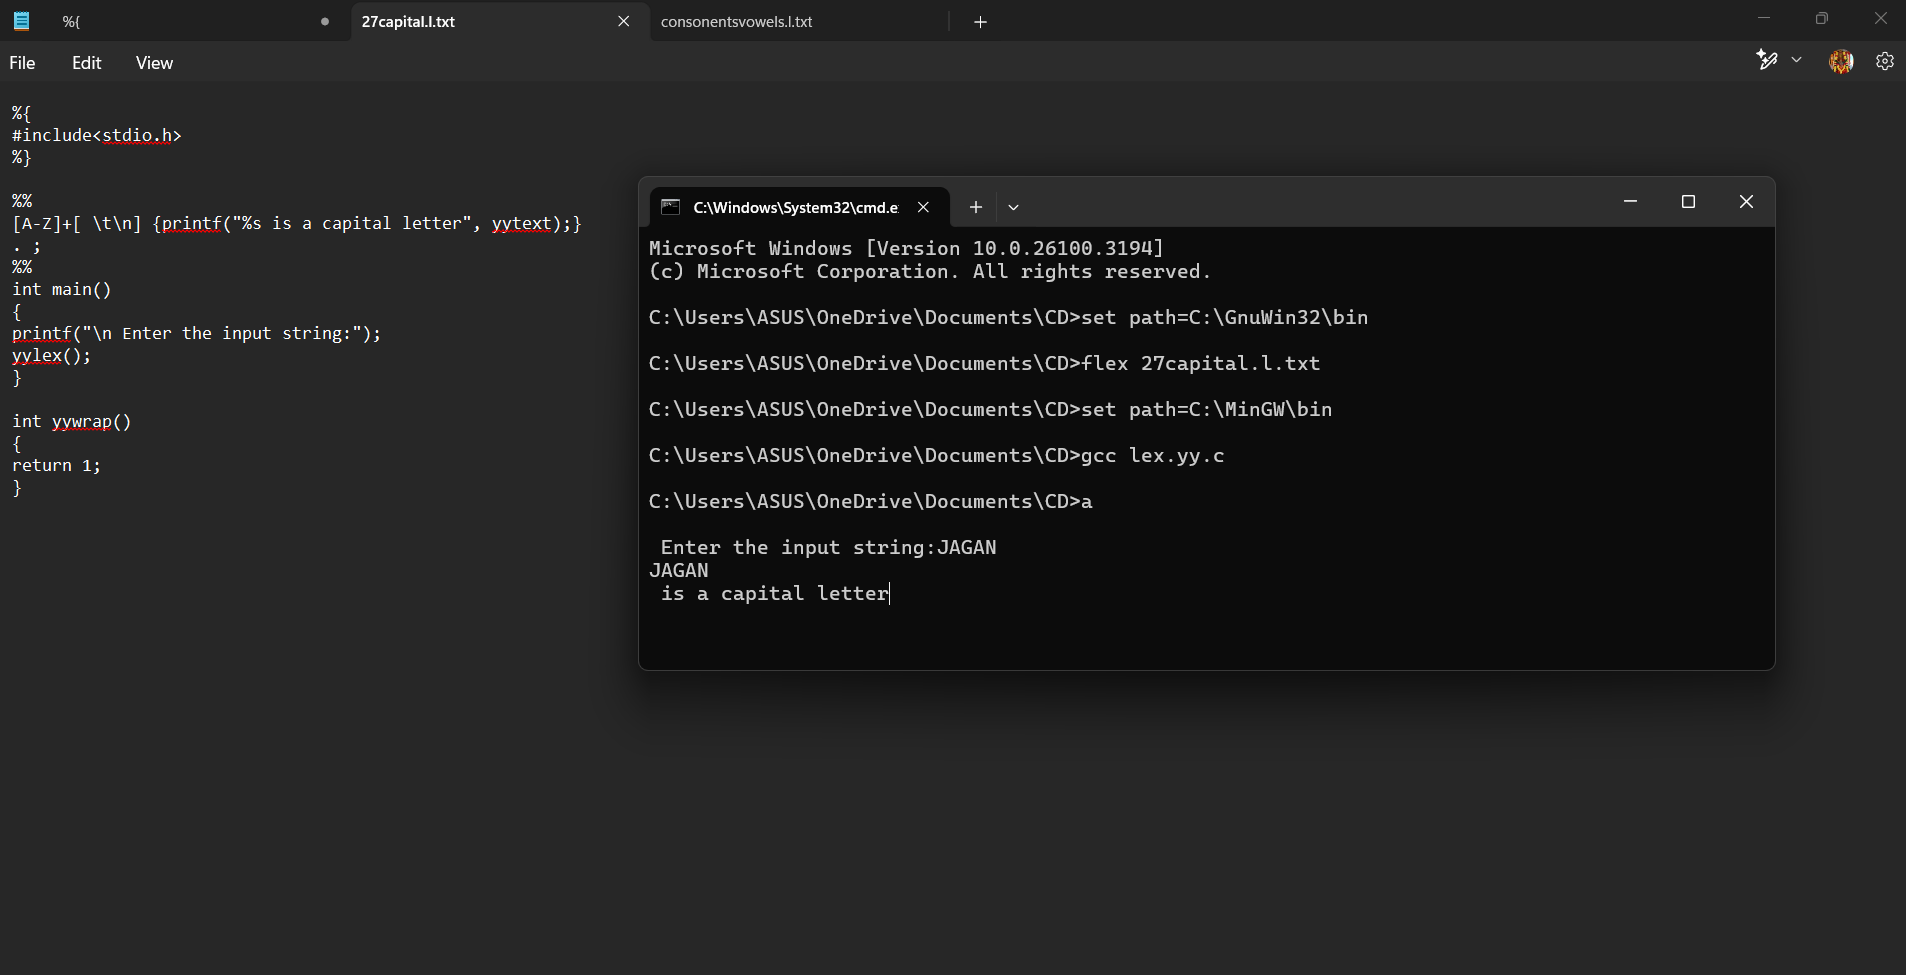 %{
27capital.l.txt
consonentsvowels.l.txt
File
Edit
View
%{
#include<stdio.h>
%}
%%
[A-Z]+[ \t\n] {printf("%s is a capital letter", yytext);}
. ;
%%
int main()
{
printf("\n Enter the input string:");
yylex();
}
int yywrap()
{
return 1;
}
C:\Windows\System32\cmd.e
Microsoft Windows [Version 10.0.26100.3194]
(c) Microsoft Corporation. All rights reserved.
C:\Users\ASUS\OneDrive\Documents\CD>set path=C:\GnuWin32\bin
C:\Users\ASUS\OneDrive\Documents\CD>flex 27capital.l.txt
C:\Users\ASUS\OneDrive\Documents\CD>set path=C:\MinGW\bin
C:\Users\ASUS\OneDrive\Documents\CD>gcc lex.yy.c
C:\Users\ASUS\OneDrive\Documents\CD>a
Enter the input string:JAGAN
JAGAN
is a capital letter